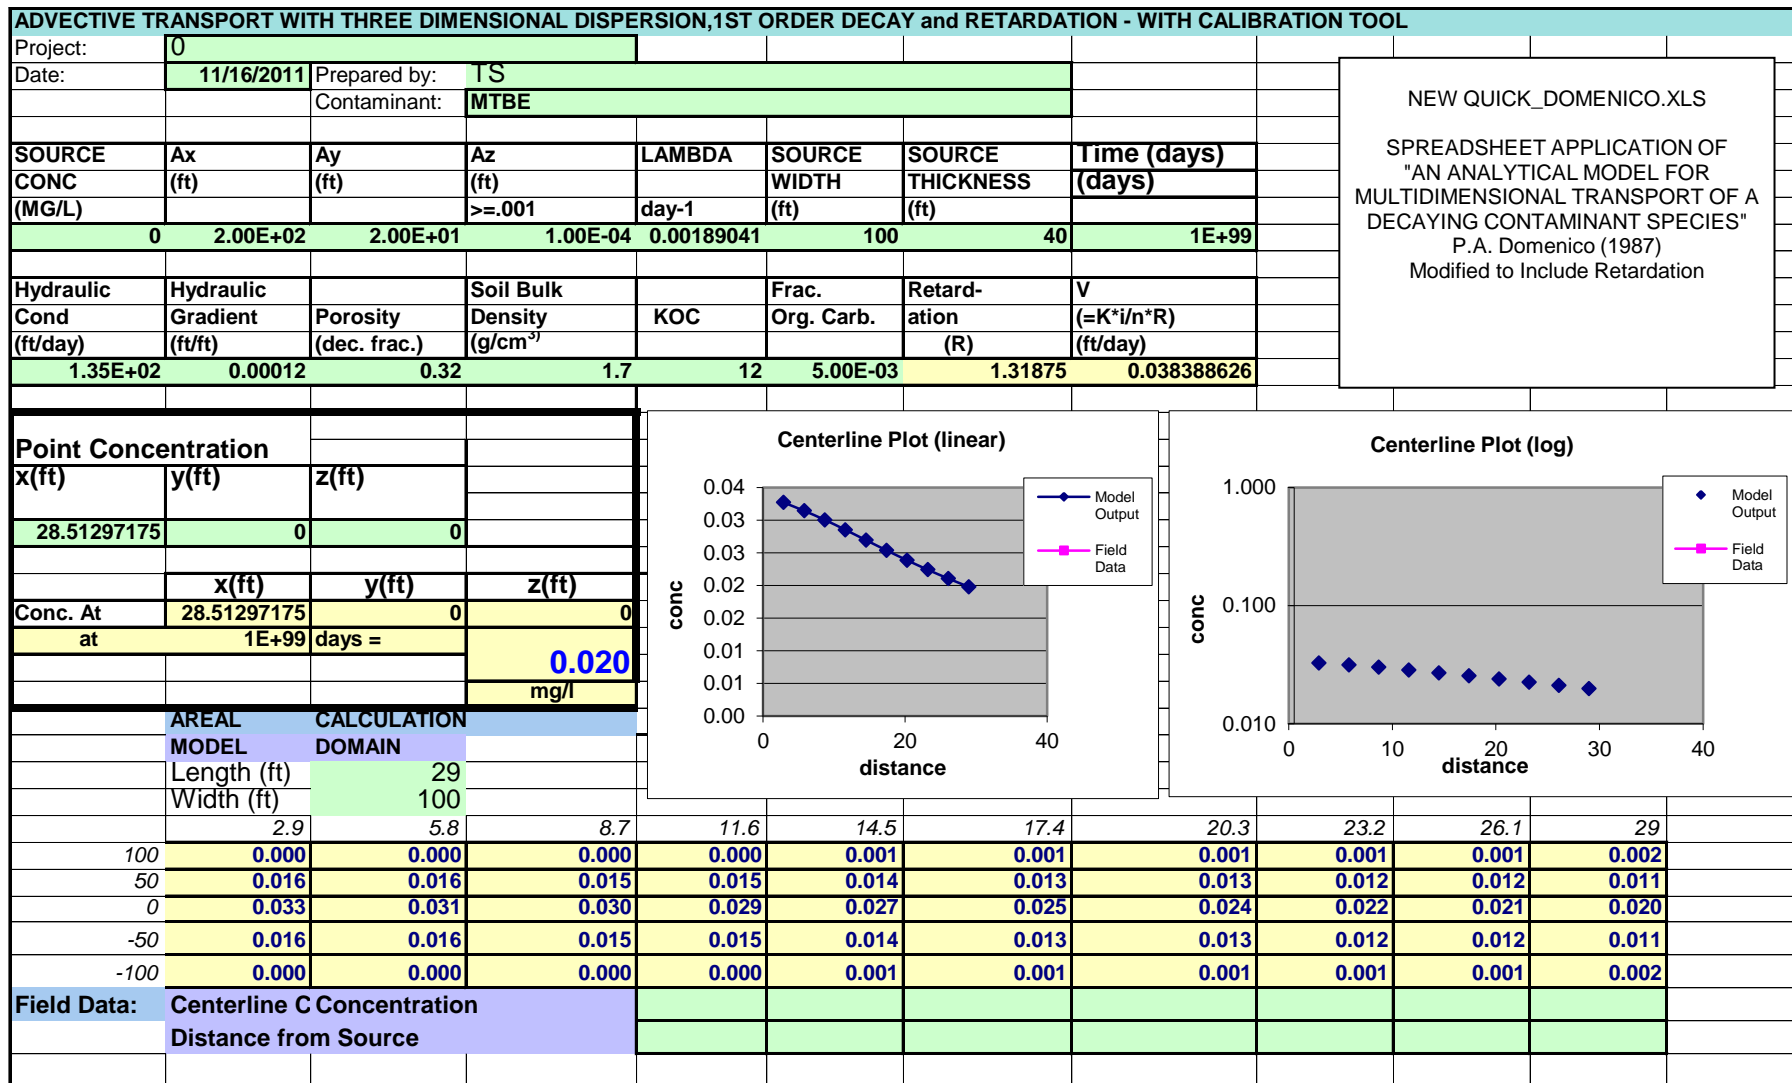 ADVECTIVE TRANSPORT WITH THREE DIMENSIONAL DISPERSION,1ST ORDER DECAY and RETARDATION - WITH CALIBRATION TOOL
Project: 0
Date: 11/16/2011 Prepared by: TS
Contaminant: MTBE
NEW QUICK_DOMENICO.XLS
SPREADSHEET APPLICATION OF
"AN ANALYTICAL MODEL FOR
MULTIDIMENSIONAL TRANSPORT OF A
DECAYING CONTAMINANT SPECIES"
P.A. Domenico (1987)
Modified to Include Retardation
SOURCE Ax Ay Az LAMBDA SOURCE SOURCE Time (days)
CONC (ft) (ft) (ft) WIDTH THICKNESS (days)
(MG/L) >=.001 day-1 (ft) (ft)
0 2.00E+02 2.00E+01 1.00E-04 0.00189041 100 40 1E+99
Hydraulic Hydraulic Soil Bulk Frac. Retard- V
Cond Gradient Porosity Density KOC Org. Carb. ation (=K*i/n*R)
(ft/day) (ft/ft) (dec. frac.) (g/cm3) (R) (ft/day)
1.35E+02 0.00012 0.32 1.7 12 5.00E-03 1.31875 0.038388626
Point Concentration
x(ft) y(ft) z(ft)
28.51297175 0 0
x(ft) y(ft) z(ft)
Conc. At 28.51297175 0 0
at 1E+99 days =
0.020
mg/l
Centerline Plot (linear)
0.04
0.03
0.03
0.02
0.02
0.01
0.01
0.00
conc
0 20 40
distance
Model
Output
Field
Data
Centerline Plot (log)
1.000
0.100
0.010
conc
0 10 20 30 40
distance
Model
Output
Field
Data
AREAL CALCULATION
MODEL DOMAIN
Length (ft) 29
Width (ft) 100
2.9 5.8 8.7 11.6 14.5 17.4 20.3 23.2 26.1 29
100 0.000 0.000 0.000 0.000 0.001 0.001 0.001 0.001 0.001 0.002
50 0.016 0.016 0.015 0.015 0.014 0.013 0.013 0.012 0.012 0.011
0 0.033 0.031 0.030 0.029 0.027 0.025 0.024 0.022 0.021 0.020
-50 0.016 0.016 0.015 0.015 0.014 0.013 0.013 0.012 0.012 0.011
-100 0.000 0.000 0.000 0.000 0.001 0.001 0.001 0.001 0.001 0.002
Field Data: Centerline C Concentration
Distance from Source